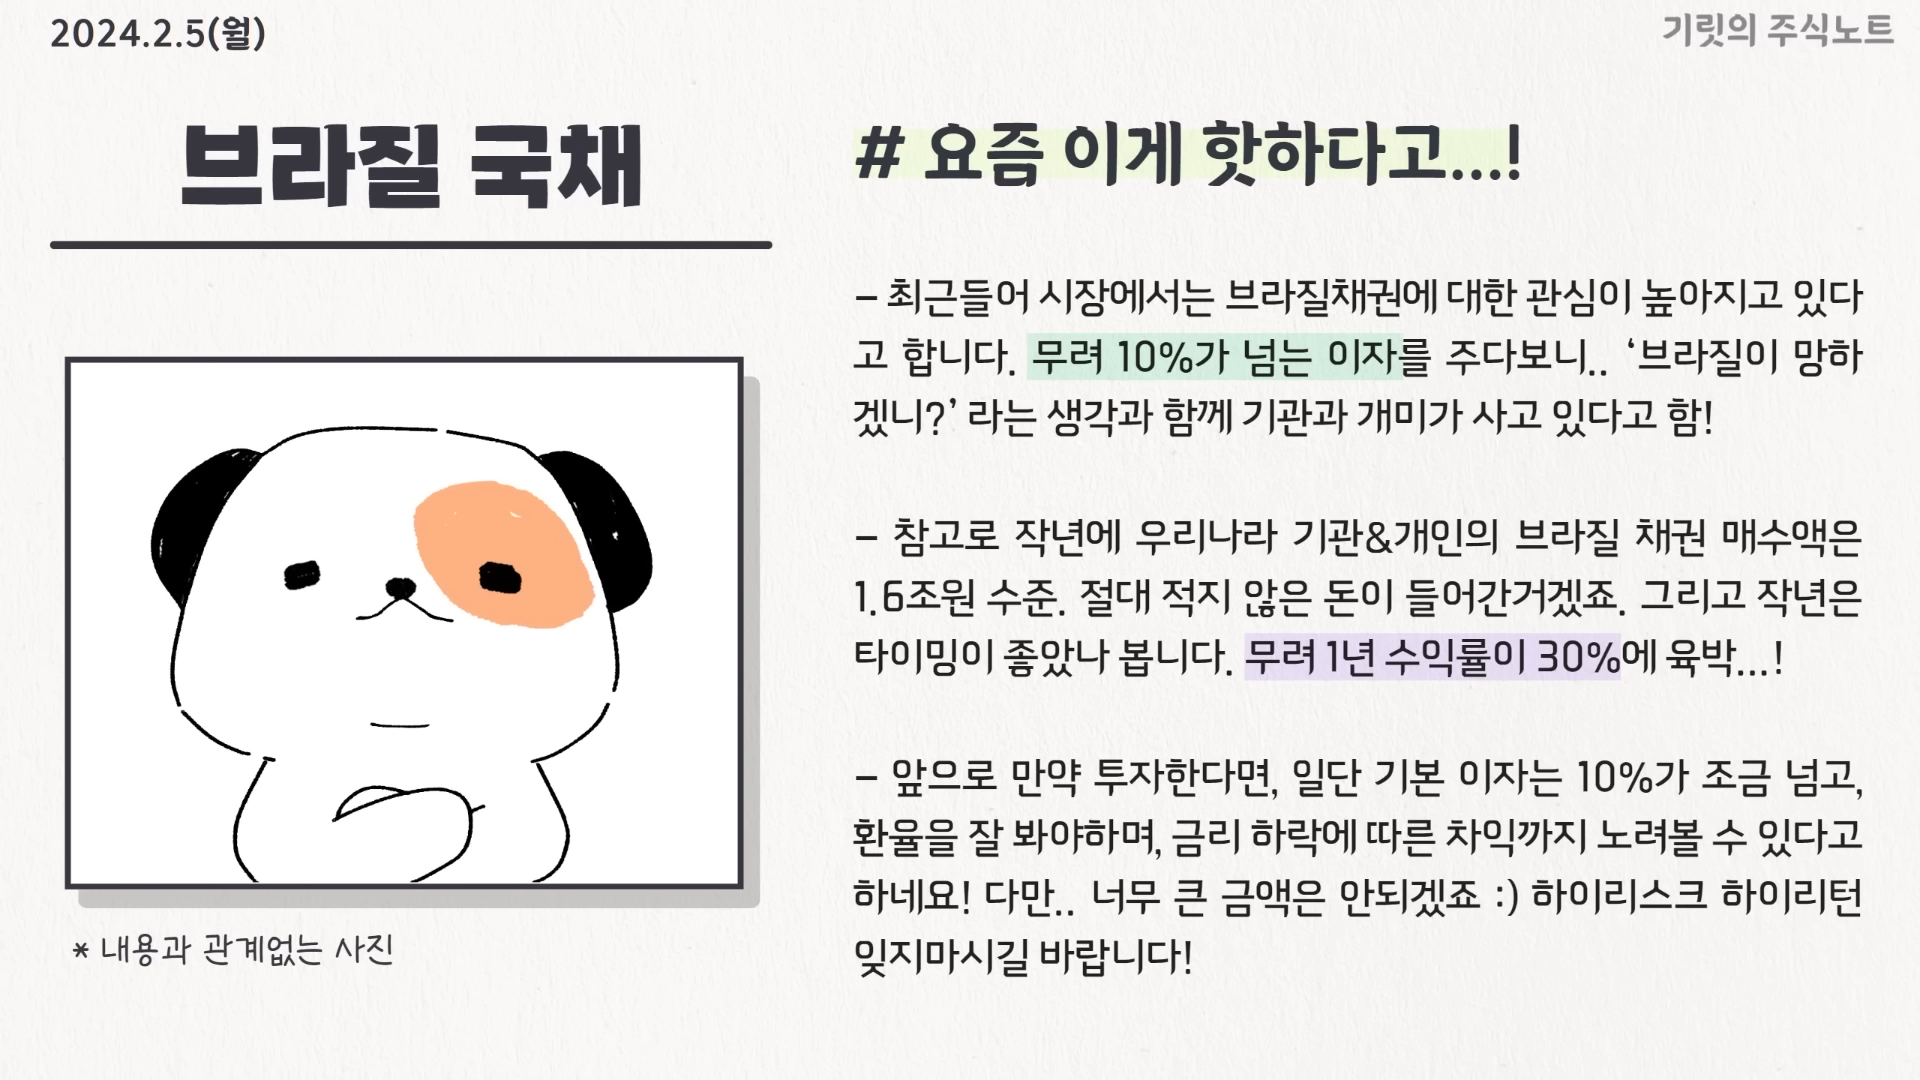 2024.2.5(월)
기릿의 주식노트
브라질 국채
* 내용과 관계없는 사진
# 요즘 이게 핫하다고...!
- 최근들어 시장에서는 브라질채권에 대한 관심이 높아지고 있다
고 합니다. 무려 10%가 넘는 이자를 주다보니.. ‘브라질이 망하
겠니?’ 라는 생각과 함께 기관과 개미가 사고 있다고 함!
- 참고로 작년에 우리나라 기관&개인의 브라질 채권 매수액은
1.6조원 수준. 절대 적지 않은 돈이 들어간거겠죠. 그리고 작년은
타이밍이 좋았나 봅니다. 무려 1년 수익률이 30%에 육박...!
- 앞으로 만약 투자한다면, 일단 기본 이자는 10%가 조금 넘고,
환율을 잘 봐야하며, 금리 하락에 따른 차익까지 노려볼 수 있다고
하네요! 다만.. 너무 큰 금액은 안되겠죠 :) 하이리스크 하이리턴
잊지마시길 바랍니다!